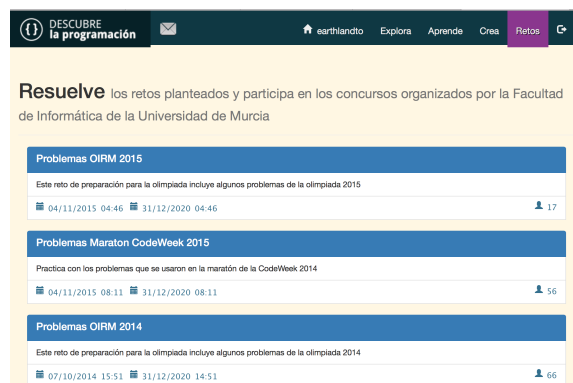 {} DESCUBRE
la programación
earthlandto Explora Aprende Crea Retos
Resuelve los retos planteados y participa en los concursos organizados por la Facultad
de Informática de la Universidad de Murcia
Problemas OIRM 2015
Este reto de preparación para la olimpiada incluye algunos problemas de la olimpiada 2015
04/11/2015 04:46 31/12/2020 04:46 17
Problemas Maraton CodeWeek 2015
Practica con los problemas que se usaron en la maratón de la CodeWeek 2014
04/11/2015 08:11 31/12/2020 08:11 56
Problemas OIRM 2014
Este reto de preparación para la olimpiada incluye algunos problemas de la olimpiada 2014
07/10/2014 15:51 31/12/2020 14:51 66